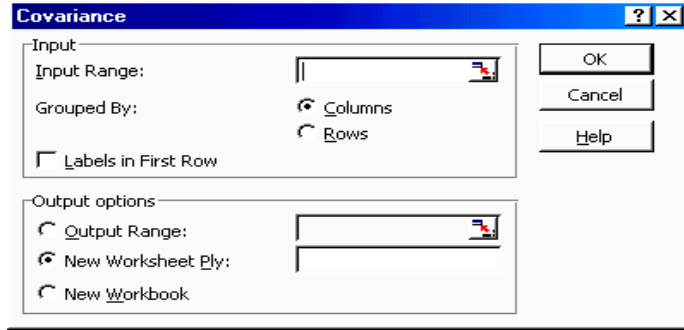 Covariance
Input
Input Range:
Grouped By:
Columns
Rows
Labels in First Row
OK
Cancel
Help
Output options
Output Range:
New Worksheet Ply:
New Workbook